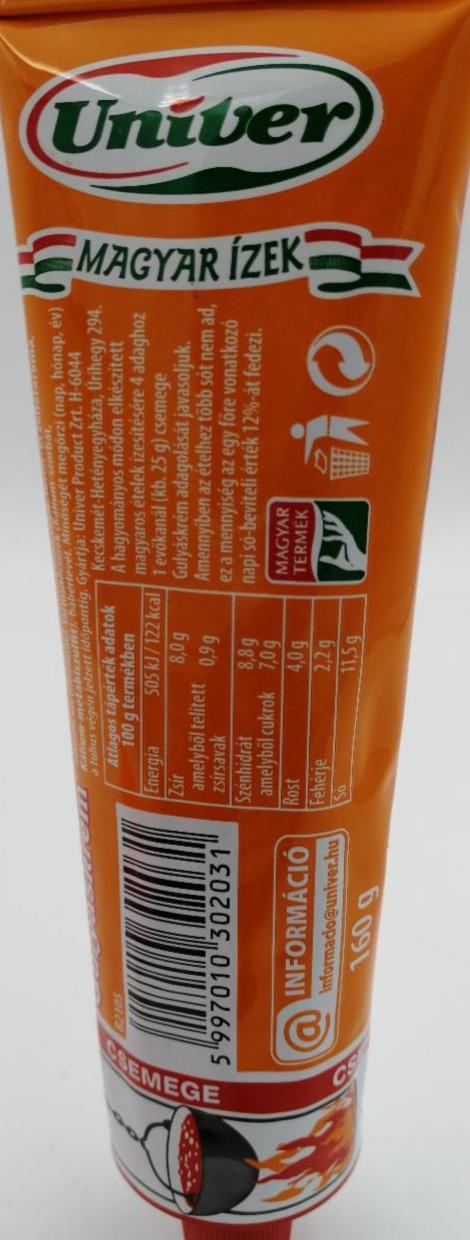 Univer
MAGYAR ÍZEK
Kálium-metabiszulfit), babérlevél. Minőségét megőrzi (nap, hónap, év)
a tubus végén jelzett időpontig. Gyártja: Univer Product Zrt. H-6044
Kecskemét-Hetényegyháza, Úrihegy 294.
A hagyományos módon elkészített
magyaros ételek ízesítésére 4 adaghoz
1 evőkanál (kb. 25 g) csemege
Gulyáskrém adagolását javasoljuk.
Amennyiben az ételhez több sót nem ad,
ez a mennyiség az egy főre vonatkozó
napi só-beviteli érték 12%-át fedezi.
MAGYAR
TERMÉK
Átlagos tápérték adatok
100 g termékben
Energia 505 kJ / 122 kcal
Zsír 8,0 g
amelyből telített
zsírsavak 0,9 g
Szénhidrát 8,8 g
amelyből cukrok 7,0 g
Rost 4,0 g
Fehérje 2,2 g
Só 11,5 g
5 997010 302031
@ INFORMÁCIÓ
informacio@univer.hu
160 g
CSEMEGE
CS